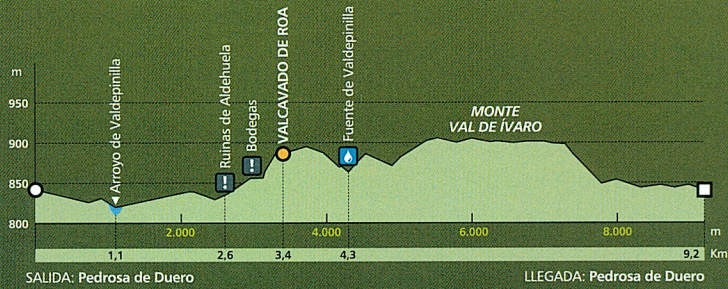 Arroyo de Valdepinilla
Ruinas de Aldehuela
Bodegas
VALCAVADO DE ROA
Fuente de Valdepinilla
m
950
900
850
800
MONTE
VAL DE ÍVARO
2.000 4.000 6.000 8.000 m
1,1 2,6 3,4 4,3 9,2 Km
SALIDA: Pedrosa de Duero LLEGADA: Pedrosa de Duero